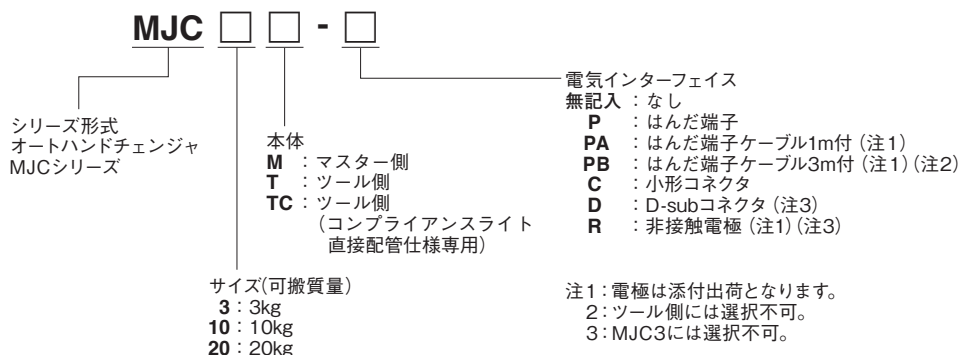 MJC □ □ - □
シリーズ形式
オートハンドチェンジャ
MJCシリーズ
サイズ(可搬質量)
3：3kg
10：10kg
20：20kg
本体
M：マスター側
T：ツール側
TC：ツール側
(コンプライアンスライト
直接配管仕様専用)
電気インターフェイス
無記入：なし
P：はんだ端子
PA：はんだ端子ケーブル1m付 (注1)
PB：はんだ端子ケーブル3m付 (注1) (注2)
C：小形コネクタ
D：D-subコネクタ (注3)
R：非接触電極 (注1) (注3)
注1：電極は添付出荷となります。
2：ツール側には選択不可。
3：MJC3には選択不可。